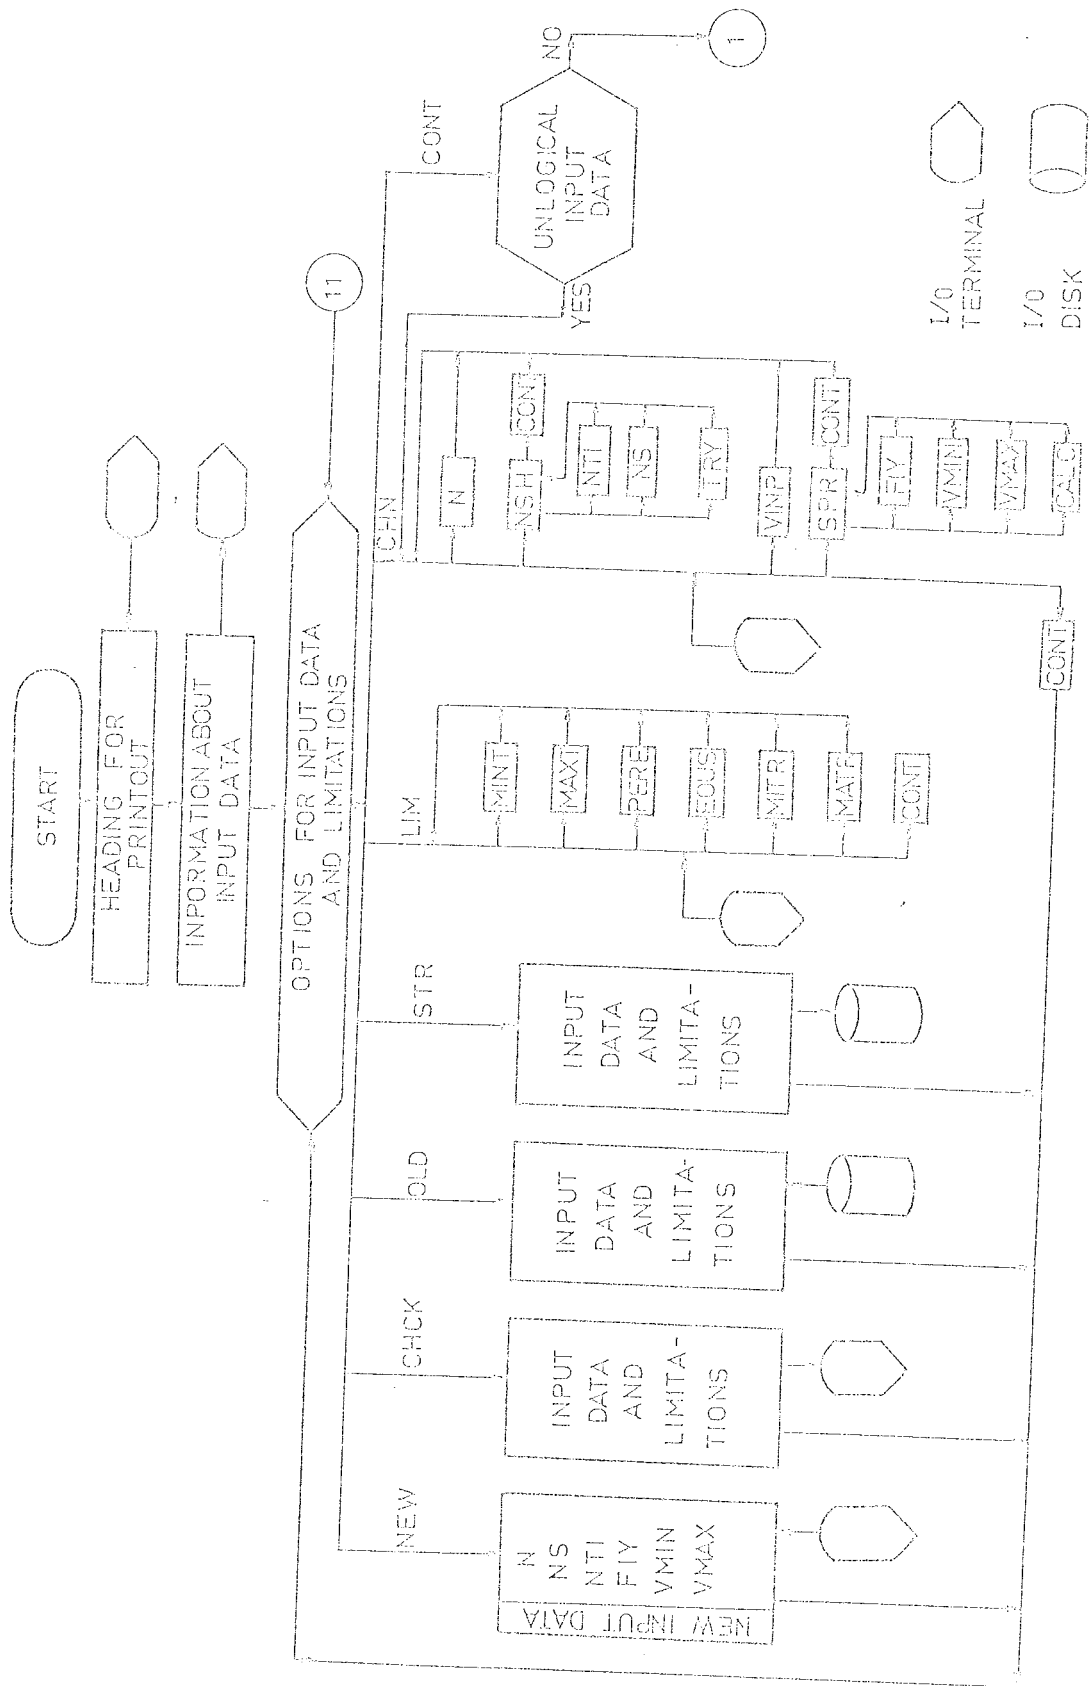 START
HEADING FOR
PRINTOUT
INFORMATION ABOUT
INPUT DATA
OPTIONS FOR INPUT DATA
AND LIMITATIONS
11
NEW
CHCK
OLD
STR
LIM
CHN
CONT
NEW INPUT DATA
N
NS
NTI
FIY
VMIN
VMAX
INPUT
DATA
AND
LIMITA-
TIONS
INPUT
DATA
AND
LIMITA-
TIONS
INPUT
DATA
AND
LIMITA-
TIONS
MINT
MAXT
PERE
EOUS
MITR
MATR
CONT
N
NSH
CONT
NTI
NS
TRY
VINP
SPIR
CONT
FIY
VMIN
VMAX
CALC
CONT
UNLOGICAL
INPUT
DATA
YES
NO
1
I/O
TERMINAL
I/O
DISK